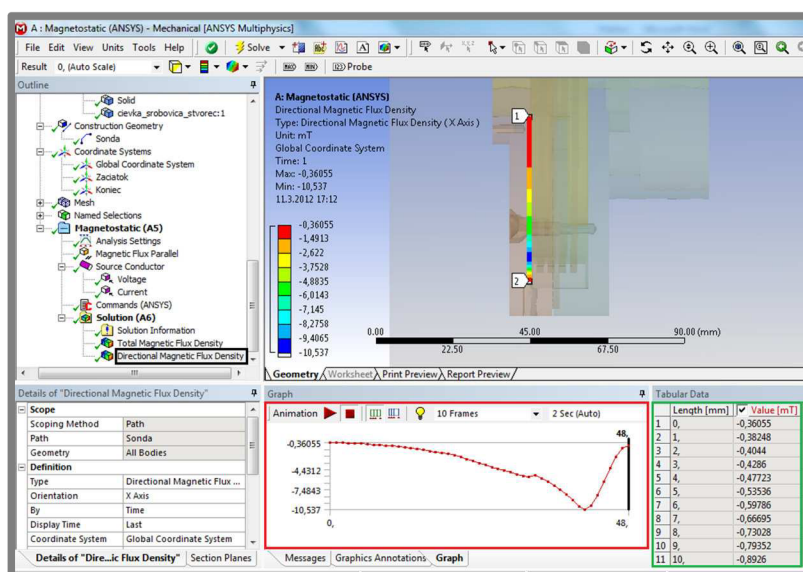 A : Magnetostatic (ANSYS) - Mechanical [ANSYS Multiphysics]
File Edit View Units Tools Help Solve
Result 0, (Auto Scale) Probe
Outline
Solid
cievka_srobovica_stvorec:1
Construction Geometry
Sonda
Coordinate Systems
Global Coordinate System
Zaciatok
Koniec
Mesh
Named Selections
Magnetostatic (A5)
Analysis Settings
Magnetic Flux Parallel
Source Conductor
Voltage
Current
Commands (ANSYS)
Solution (A6)
Solution Information
Total Magnetic Flux Density
Directional Magnetic Flux Density
A: Magnetostatic (ANSYS)
Directional Magnetic Flux Density
Type: Directional Magnetic Flux Density ( X Axis )
Unit: mT
Global Coordinate System
Time: 1
Max: -0,36055
Min: -10,537
11.3.2012 17:12
-0,36055
-1,4913
-2,622
-3,7528
-4,8835
-6,0143
-7,145
-8,2758
-9,4065
-10,537
1
2
0.00 45.00 90.00 (mm)
22.50 67.50
Geometry Worksheet Print Preview Report Preview
Details of "Directional Magnetic Flux Density"
Scope
Scoping Method Path
Path Sonda
Geometry All Bodies
Definition
Type Directional Magnetic Flux ...
Orientation X Axis
By Time
Display Time Last
Coordinate System Global Coordinate System
Details of "Dire...ic Flux Density" Section Planes
Graph
Animation 10 Frames 2 Sec (Auto)
48,
-0,36055
-4,4312
-7,4843
-10,537
0, 48,
Messages Graphics Annotations Graph
Tabular Data
Length [mm] Value [mT]
1 0, -0,36055
2 1, -0,38248
3 2, -0,4044
4 3, -0,4286
5 4, -0,47723
6 5, -0,53536
7 6, -0,59786
8 7, -0,66695
9 8, -0,73028
10 9, -0,79352
11 10, -0,8926